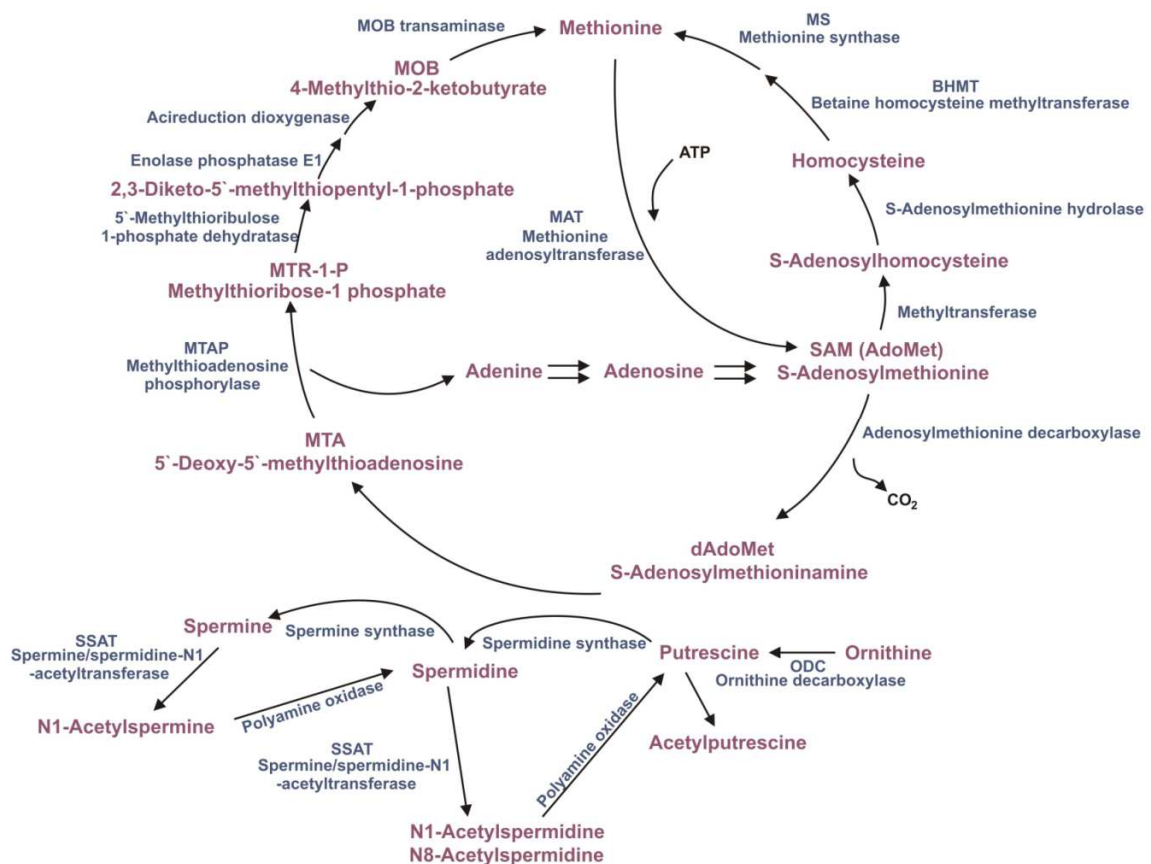 MOB transaminase
Methionine
MS
Methionine synthase
MOB
4-Methylthio-2-ketobutyrate
BHMT
Betaine homocysteine methyltransferase
Acireduction dioxygenase
Enolase phosphatase E1
ATP
Homocysteine
2,3-Diketo-5`-methylthiopentyl-1-phosphate
5`-Methylthioribulose
1-phosphate dehydratase
MAT
Methionine
adenosyltransferase
S-Adenosylmethionine hydrolase
MTR-1-P
Methylthioribose-1 phosphate
S-Adenosylhomocysteine
Methyltransferase
MTAP
Methylthioadenosine
phosphorylase
Adenine
Adenosine
SAM (AdoMet)
S-Adenosylmethionine
MTA
5`-Deoxy-5`-methylthioadenosine
Adenosylmethionine decarboxylase
CO₂
dAdoMet
S-Adenosylmethioninamine
Spermine
Spermine synthase
Spermidine synthase
SSAT
Spermine/spermidine-N1
-acetyltransferase
Spermidine
Putrescine
Ornithine
ODC
Ornithine decarboxylase
N1-Acetylspermine
Polyamine oxidase
Acetylputrescine
SSAT
Spermine/spermidine-N1
-acetyltransferase
Polyamine oxidase
N1-Acetylspermidine
N8-Acetylspermidine